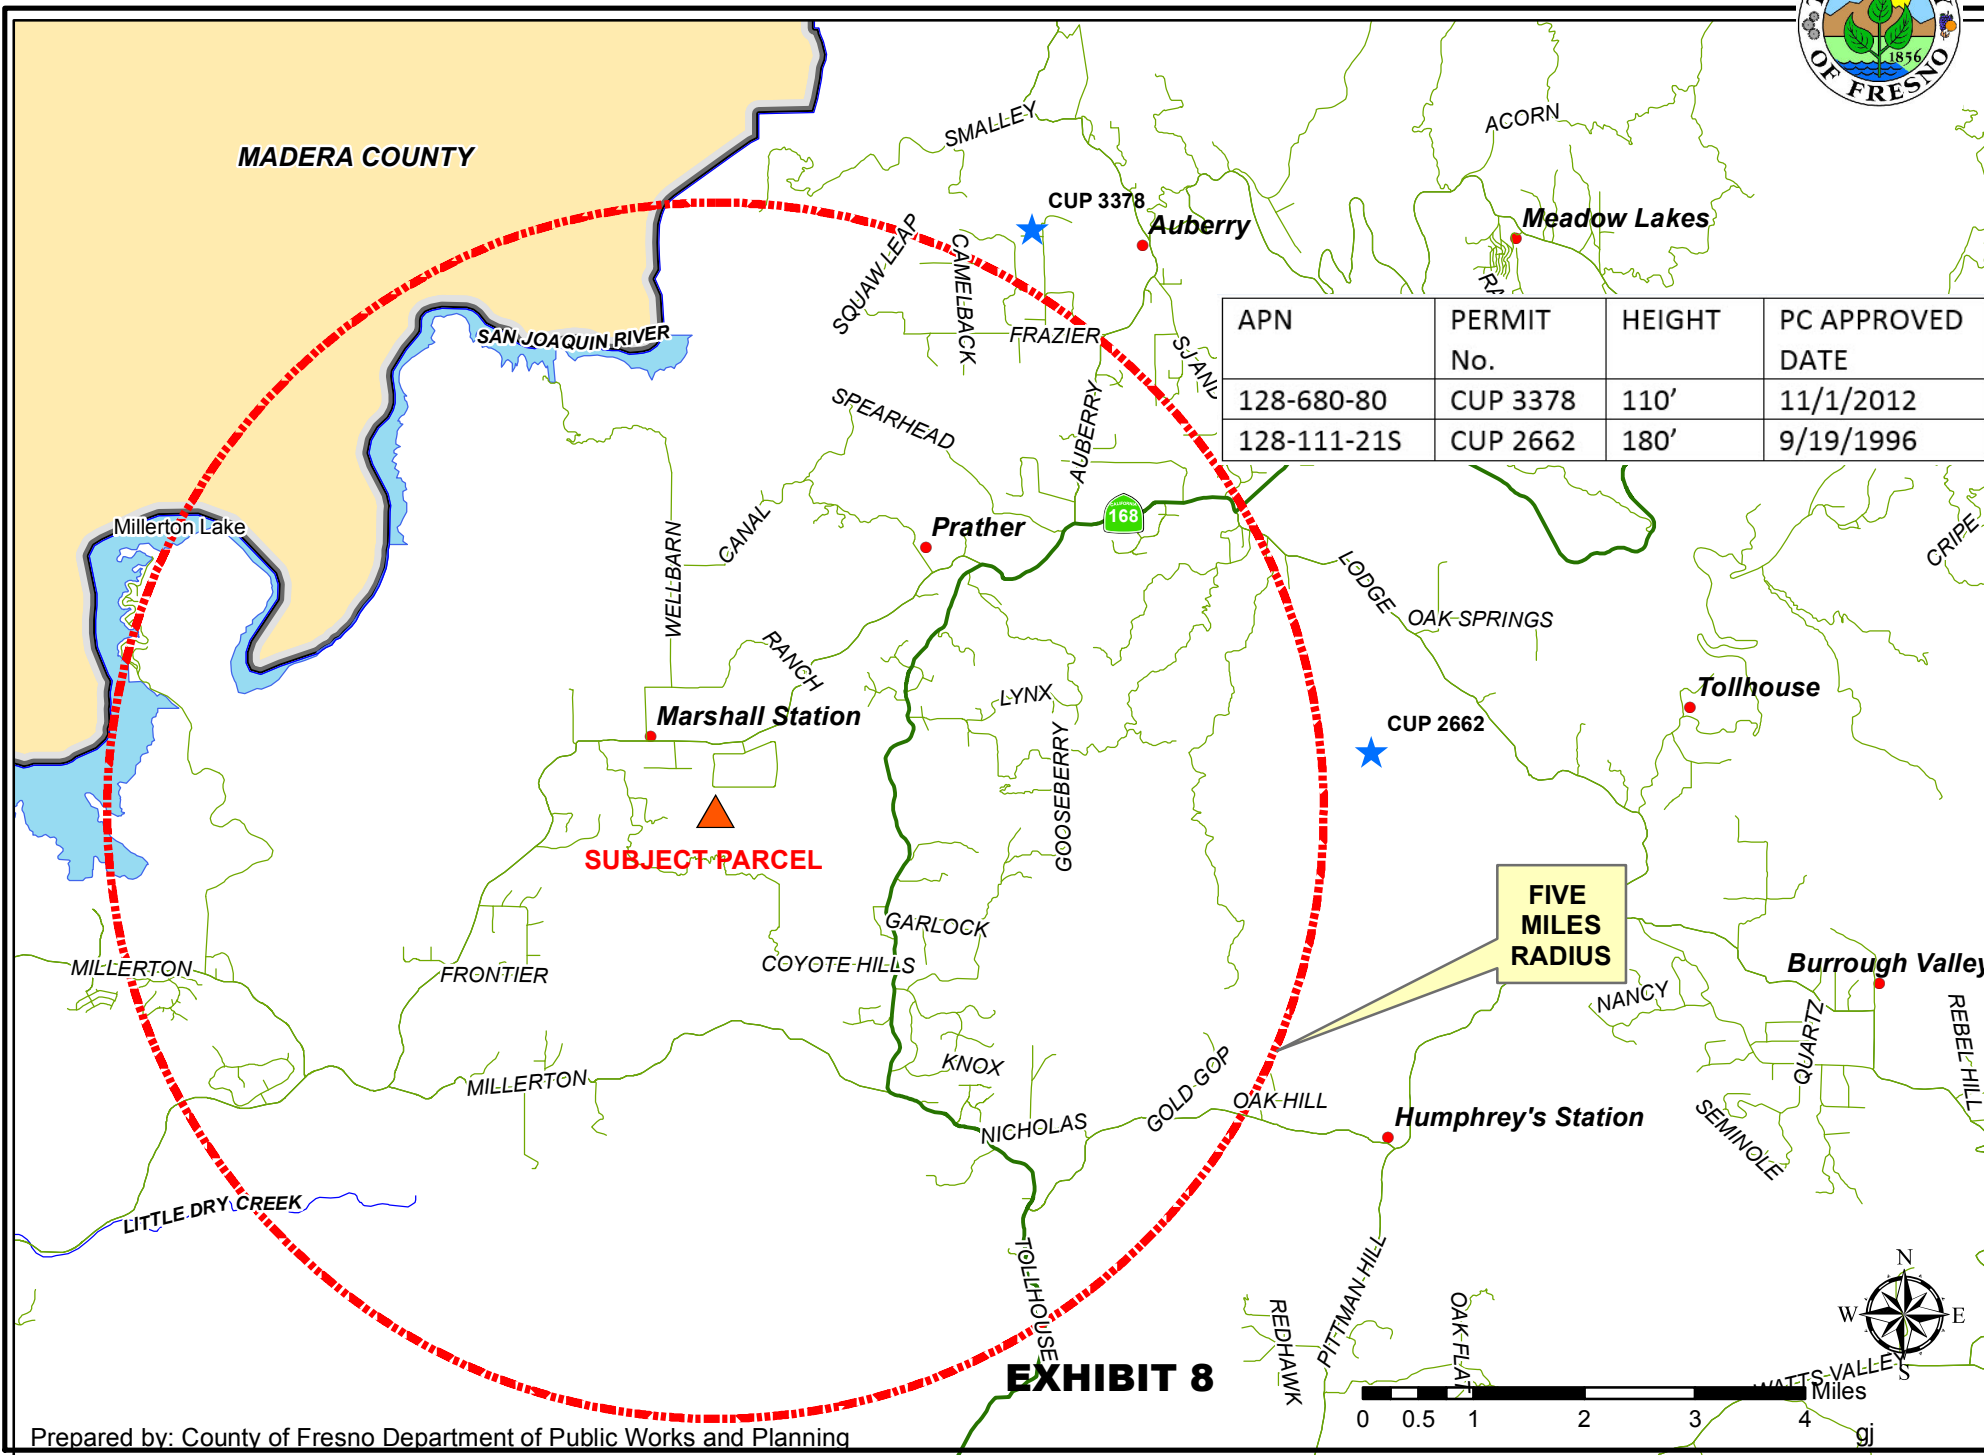 OF FRESNO
1856
MADERA COUNTY
SMALLEY
ACORN
CUP 3378
Auberry
Meadow Lakes
SQUAW LEAP
CAMELBACK
FRAZIER
SAN JOAQUIN RIVER
APN PERMIT No. HEIGHT PC APPROVED DATE
128-680-80 CUP 3378 110’ 11/1/2012
128-111-21S CUP 2662 180’ 9/19/1996
SPEARHEAD
AUBERRY
Millerton Lake
WELLBARN
CANAL
Prather
CALIFORNIA
168
LODGE
OAK SPRINGS
CRIPE
RANCH
LYNX
Marshall Station
GOOSEBERRY
CUP 2662
Tollhouse
SUBJECT PARCEL
FIVE
MILES
RADIUS
GARLOCK
MILLERTON
FRONTIER
COYOTE HILLS
Burrough Valley
NANCY
QUARTZ
REBEL HILL
KNOX
MILLERTON
GOLD GOP
OAK HILL
NICHOLAS
Humphrey's Station
SEMINOLE
LITTLE DRY CREEK
TOLLHOUSE
PITTMAN HILL
REDHAWK
OAK FLAT
WATTS VALLEY
N
W
E
S
EXHIBIT 8
Miles
0 0.5 1 2 3 4
gj
Prepared by: County of Fresno Department of Public Works and Planning